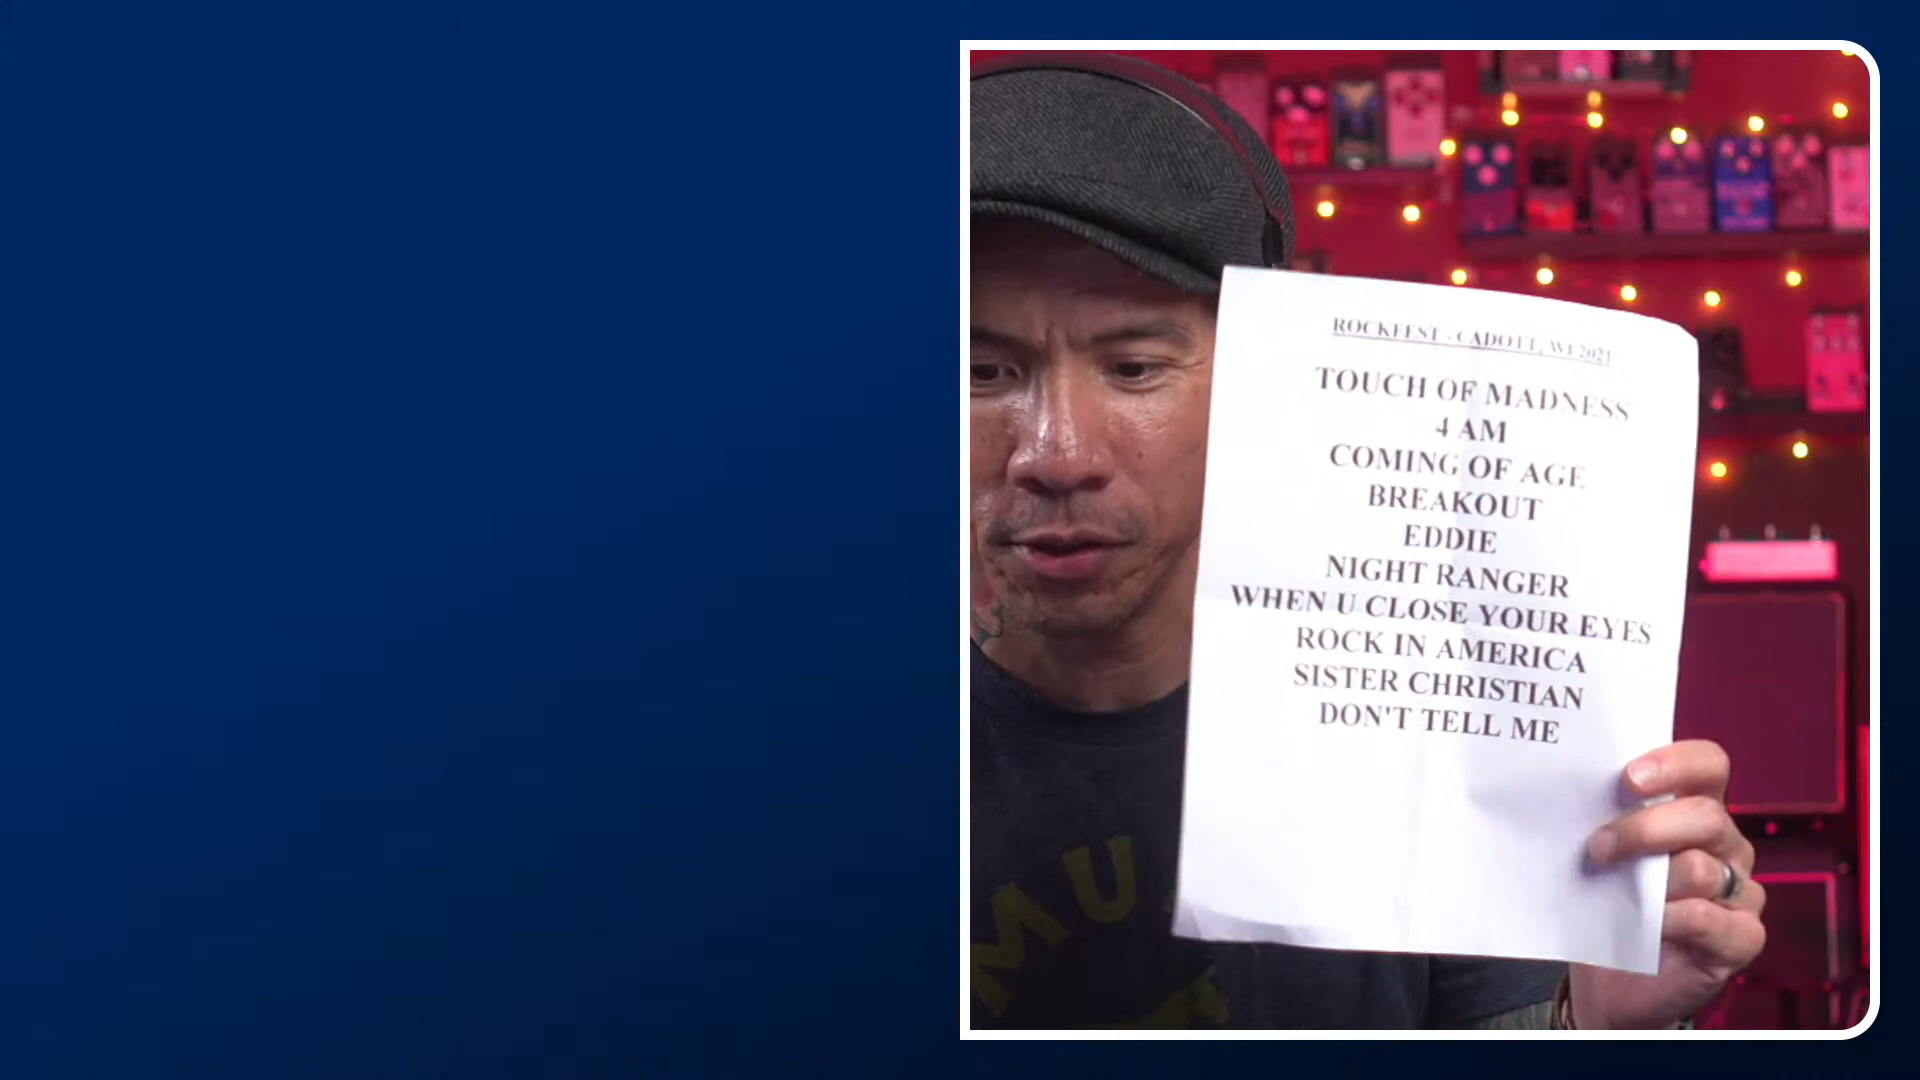 ROCKFEST - CADOTT, WI 2021
TOUCH OF MADNESS
4 AM
COMING OF AGE
BREAKOUT
EDDIE
NIGHT RANGER
WHEN U CLOSE YOUR EYES
ROCK IN AMERICA
SISTER CHRISTIAN
DON'T TELL ME
MU